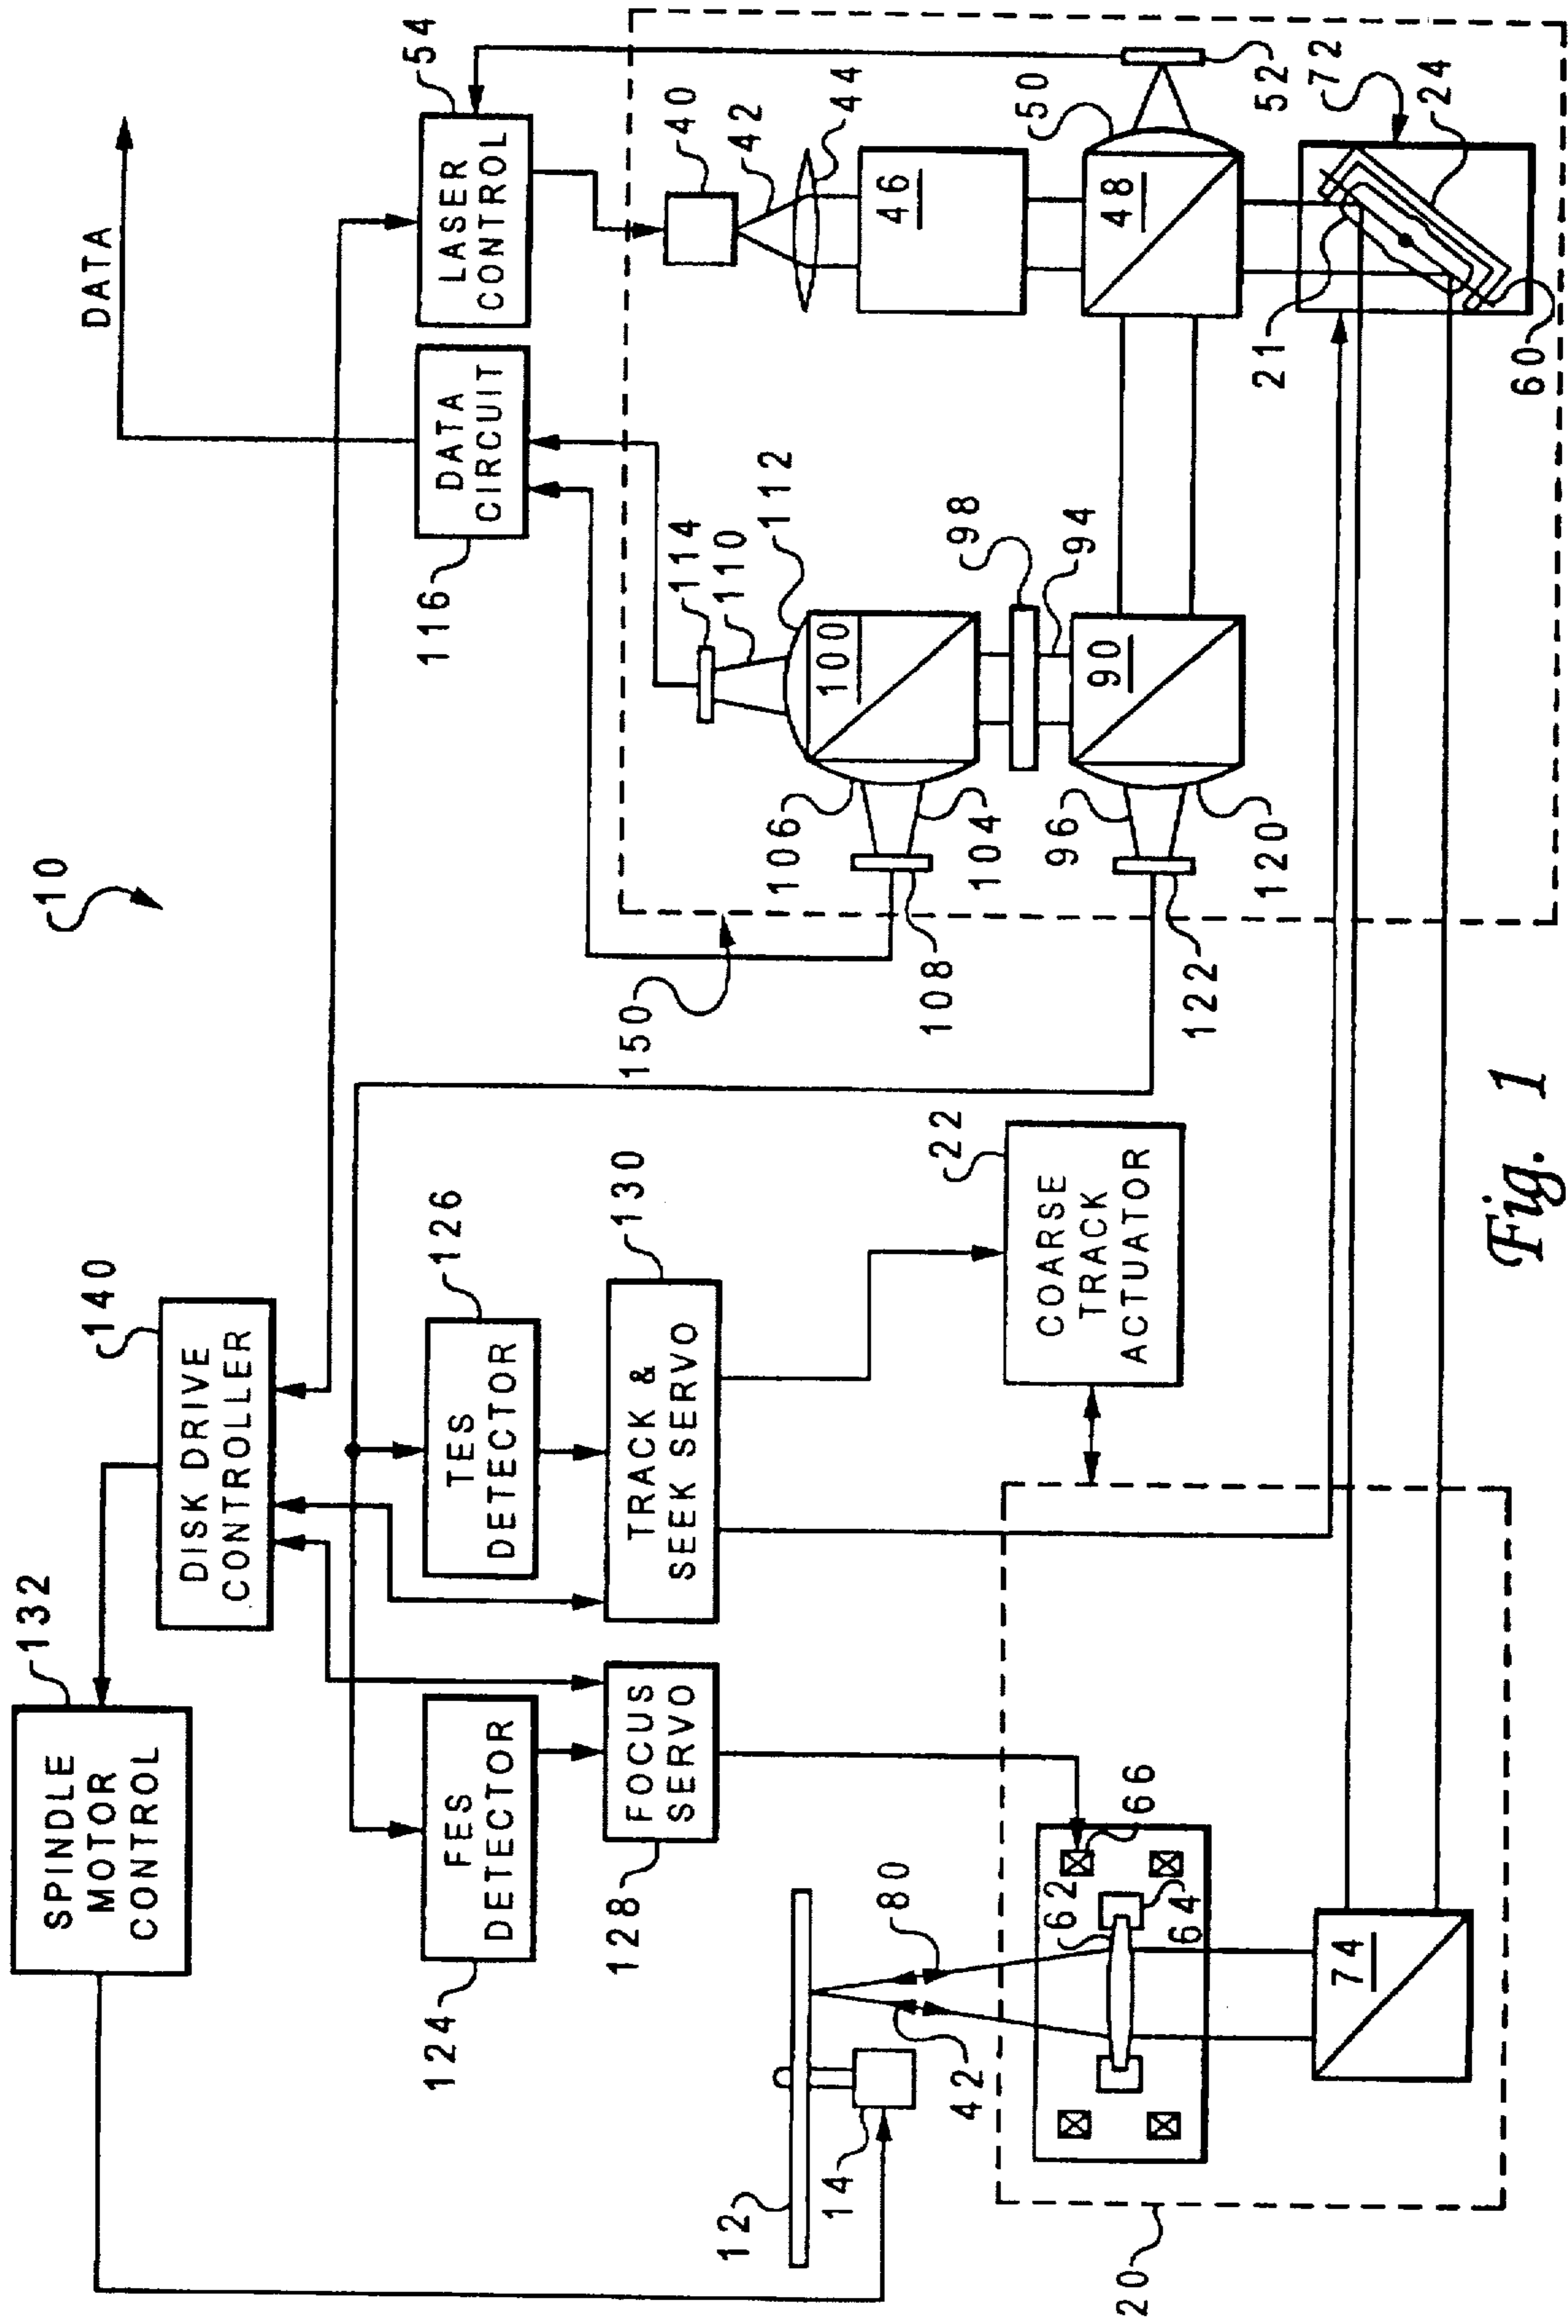 10
132
SPINDLE
MOTOR
CONTROL
140
DISK DRIVE
CONTROLLER
DATA
54
LASER
CONTROL
116
DATA
CIRCUIT
124
FES
DETECTOR
126
TES
DETECTOR
128
FOCUS
SERVO
130
TRACK &
SEEK SERVO
22
COARSE
TRACK
ACTUATOR
12
14
42
80
20
62
66
64
74
150
114
110
112
100
106
104
108
98
94
90
96
120
122
40
42
44
46
48
50
52
72
24
21
60
Fig. 1